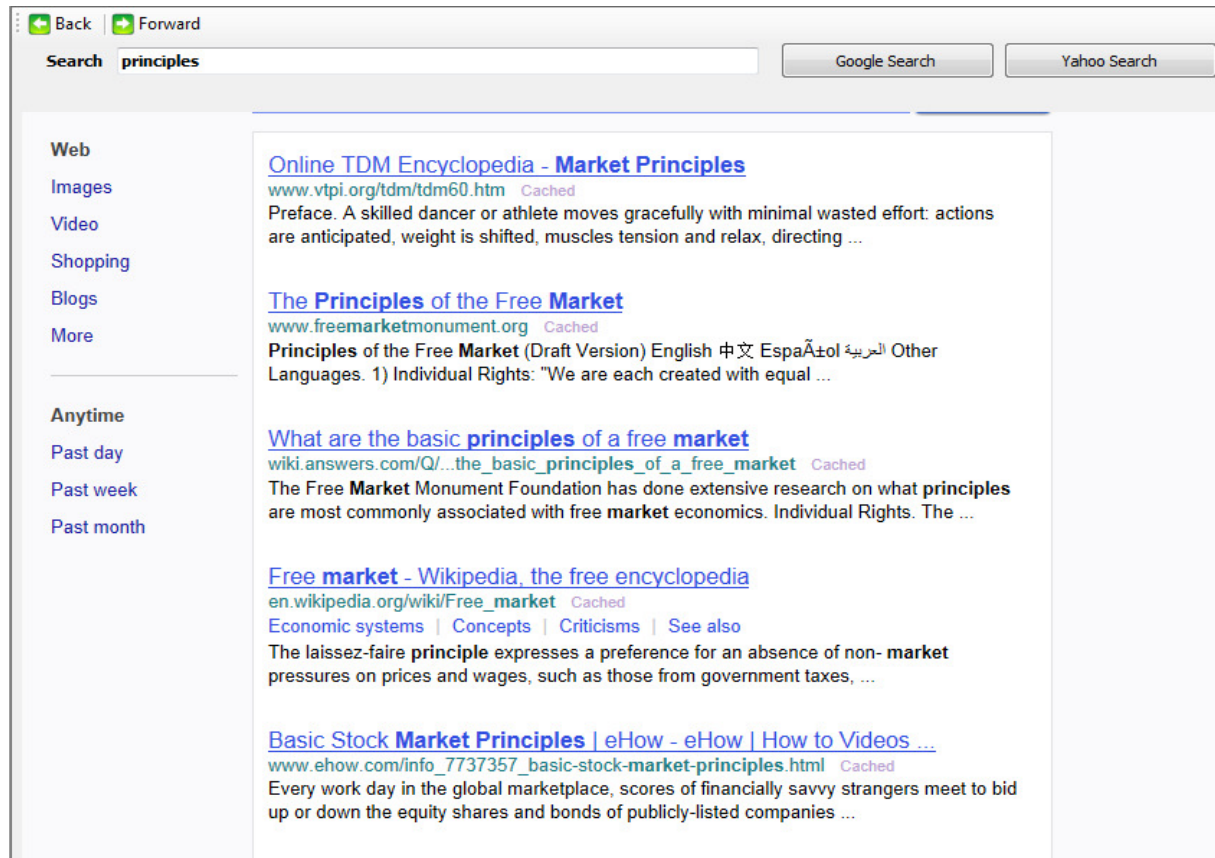 Back Forward
Search principles Google Search Yahoo Search
Web
Images
Video
Shopping
Blogs
More
Anytime
Past day
Past week
Past month
Online TDM Encyclopedia - Market Principles
www.vtpi.org/tdm/tdm60.htm Cached
Preface. A skilled dancer or athlete moves gracefully with minimal wasted effort: actions
are anticipated, weight is shifted, muscles tension and relax, directing ...
The Principles of the Free Market
www.freemarketmonument.org Cached
Principles of the Free Market (Draft Version) English 中文 EspaÃ±ol العربية Other
Languages. 1) Individual Rights: "We are each created with equal ...
What are the basic principles of a free market
wiki.answers.com/Q/...the_basic_principles_of_a_free_market Cached
The Free Market Monument Foundation has done extensive research on what principles
are most commonly associated with free market economics. Individual Rights. The ...
Free market - Wikipedia, the free encyclopedia
en.wikipedia.org/wiki/Free_market Cached
Economic systems | Concepts | Criticisms | See also
The laissez-faire principle expresses a preference for an absence of non- market
pressures on prices and wages, such as those from government taxes, ...
Basic Stock Market Principles | eHow - eHow | How to Videos ...
www.ehow.com/info_7737357_basic-stock-market-principles.html Cached
Every work day in the global marketplace, scores of financially savvy strangers meet to bid
up or down the equity shares and bonds of publicly-listed companies ...